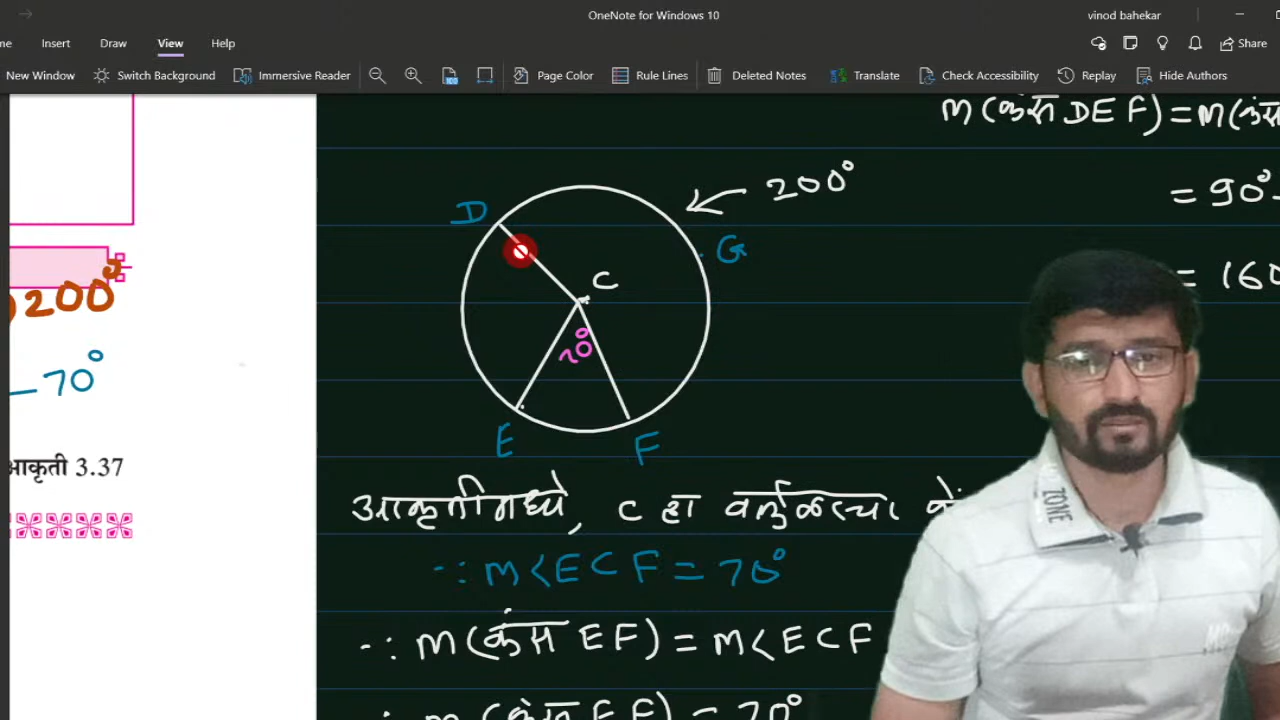 OneNote for Windows 10
vinod bahekar
me Insert Draw View Help
Share
New Window Switch Background Immersive Reader Page Color Rule Lines Deleted Notes Translate Check Accessibility Replay Hide Authors
m(कंस DEF) = m(कंस
200°
D
= 90°
G
C
= 160
200°
70°
70°
E
F
आकृती 3.37
आकृतीमध्ये, C हा वर्तुळाचा
∴ m<ECF = 70°
ZONE
∴ m(कंस EF) = m<ECF
∴ m(कंस EF) = 70°